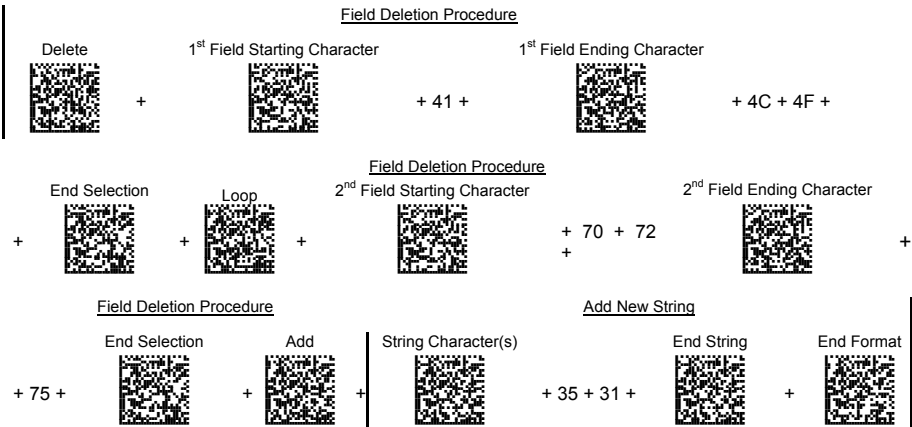 Field Deletion Procedure
Delete 1st Field Starting Character 1st Field Ending Character
+ + 41 + + 4C + 4F +
Field Deletion Procedure
End Selection Loop 2nd Field Starting Character 2nd Field Ending Character
+ + + + 70 + 72 + +
Field Deletion Procedure Add New String
End Selection Add String Character(s) End String End Format
+ 75 + + + + 35 + 31 + +